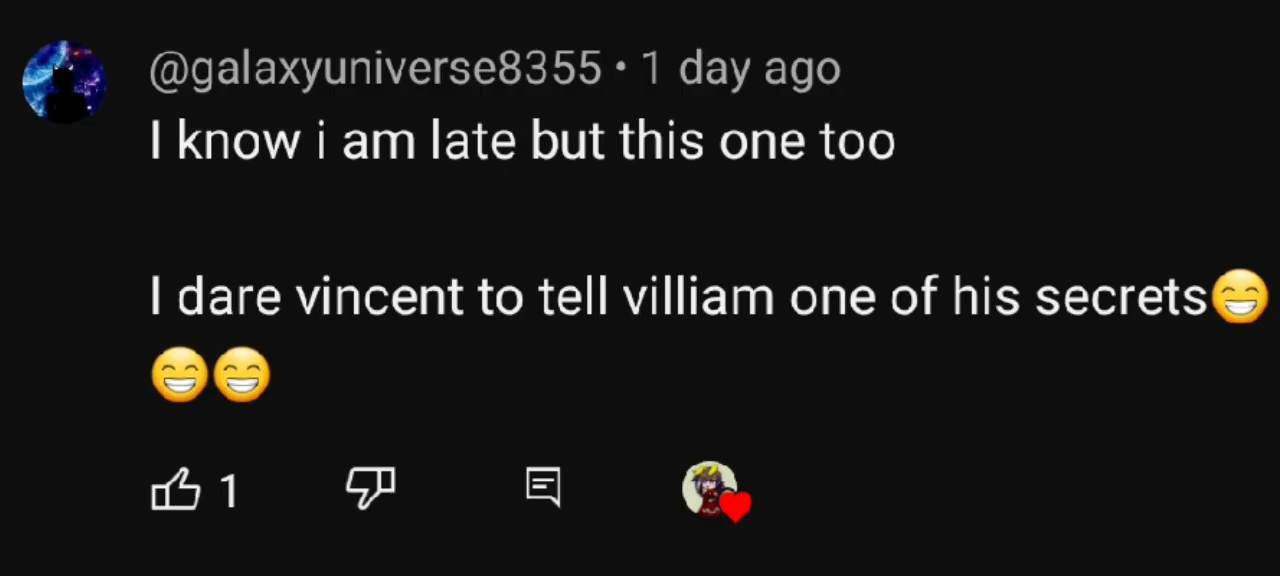 @galaxyuniverse8355 • 1 day ago
I know i am late but this one too
I dare vincent to tell villiam one of his secrets😁
😁😁
1